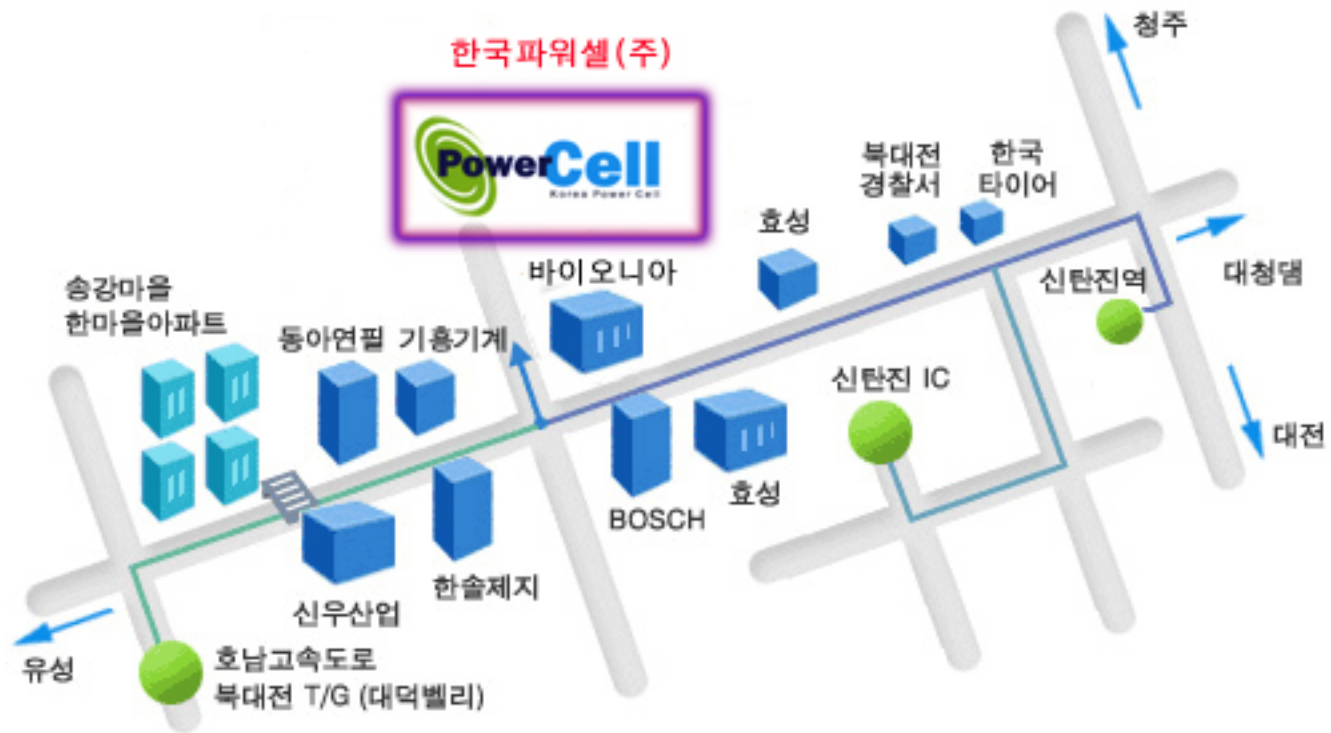 청주
한국파워셀(주)
PowerCell
Korea Power Cell
북대전
경찰서
한국
타이어
효성
바이오니아
대청댐
신탄진역
송강마을
한마을아파트
동아연필
기흥기계
신탄진 IC
대전
효성
BOSCH
한솔제지
신우산업
유성
호남고속도로
북대전 T/G (대덕벨리)